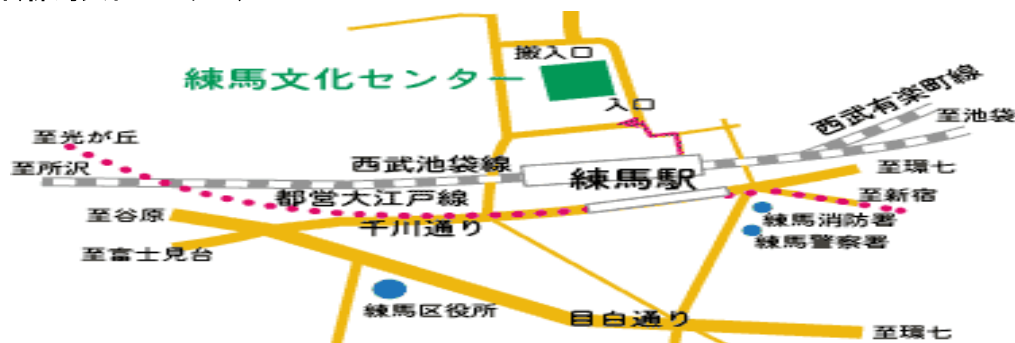 搬入口
練馬文化センター
入口
西武有楽町線
至池袋
至光が丘
至所沢
西武池袋線
練馬駅
至環七
都営大江戸線
至新宿
至谷原
千川通り
練馬消防署
練馬警察署
至富士見台
練馬区役所
目白通り
至環七